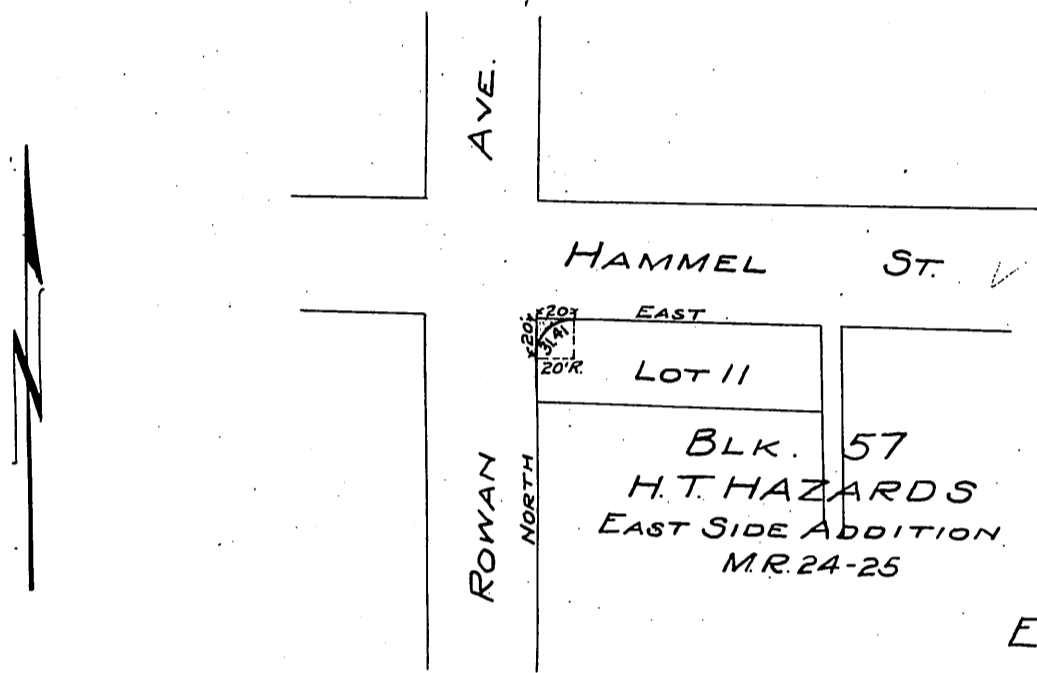 AVE.
HAMMEL ST.
20'
EAST
20'
31.41
20'R.
LOT 11
ROWAN
NORTH
BLK. 57
H.T. HAZARDS
EAST SIDE ADDITION
M.R. 24-25
E